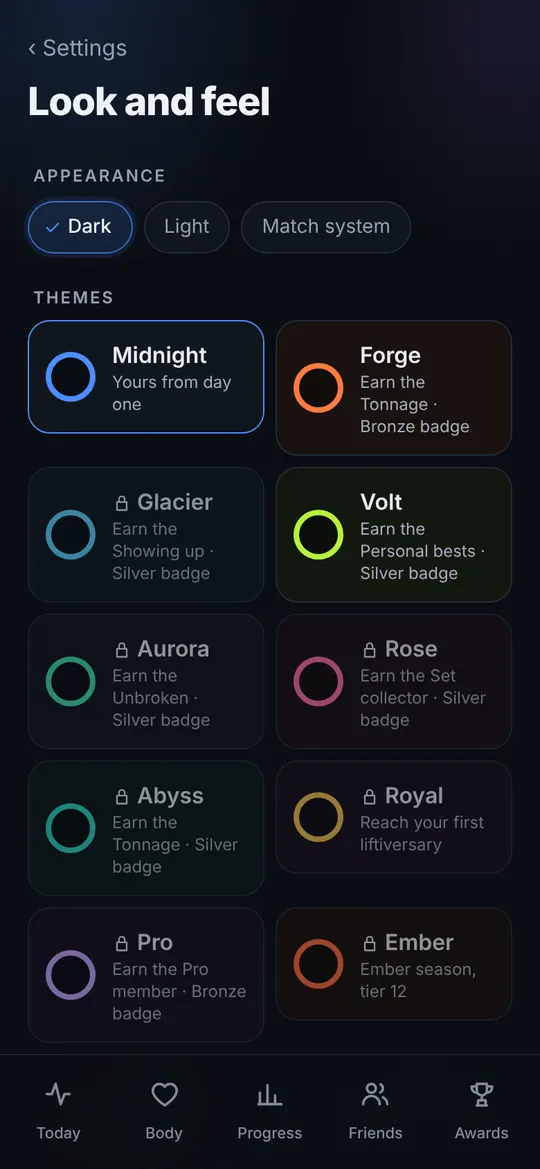 ‹ Settings
Look and feel
APPEARANCE
✓ Dark
Light
Match system
THEMES
Midnight
Yours from day
one
Forge
Earn the
Tonnage ·
Bronze badge
Glacier
Earn the
Showing up ·
Silver badge
Volt
Earn the
Personal bests ·
Silver badge
Aurora
Earn the
Unbroken ·
Silver badge
Rose
Earn the Set
collector · Silver
badge
Abyss
Earn the
Tonnage · Silver
badge
Royal
Reach your first
liftiversary
Pro
Earn the Pro
member · Bronze
badge
Ember
Ember season,
tier 12
Today
Body
Progress
Friends
Awards